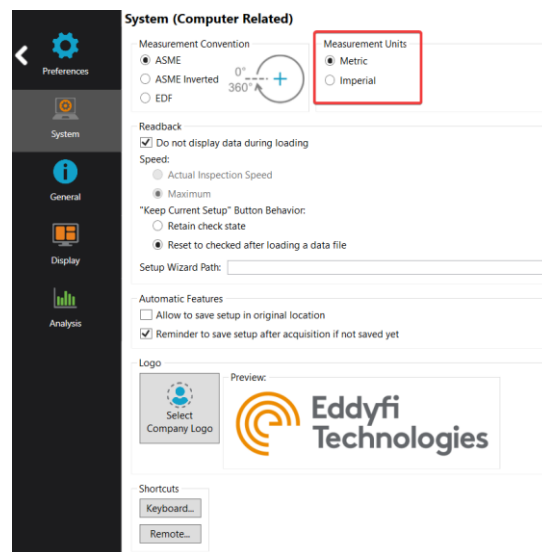 System (Computer Related)
Preferences
System
General
Display
Analysis
Measurement Convention
ASME
ASME Inverted
EDF
0°
360°
+
Measurement Units
Metric
Imperial
Readback
Do not display data during loading
Speed:
Actual Inspection Speed
Maximum
"Keep Current Setup" Button Behavior:
Retain check state
Reset to checked after loading a data file
Setup Wizard Path:
Automatic Features
Allow to save setup in original location
Reminder to save setup after acquisition if not saved yet
Logo
Select
Company Logo
Preview:
Eddyfi
Technologies
Shortcuts
Keyboard...
Remote...